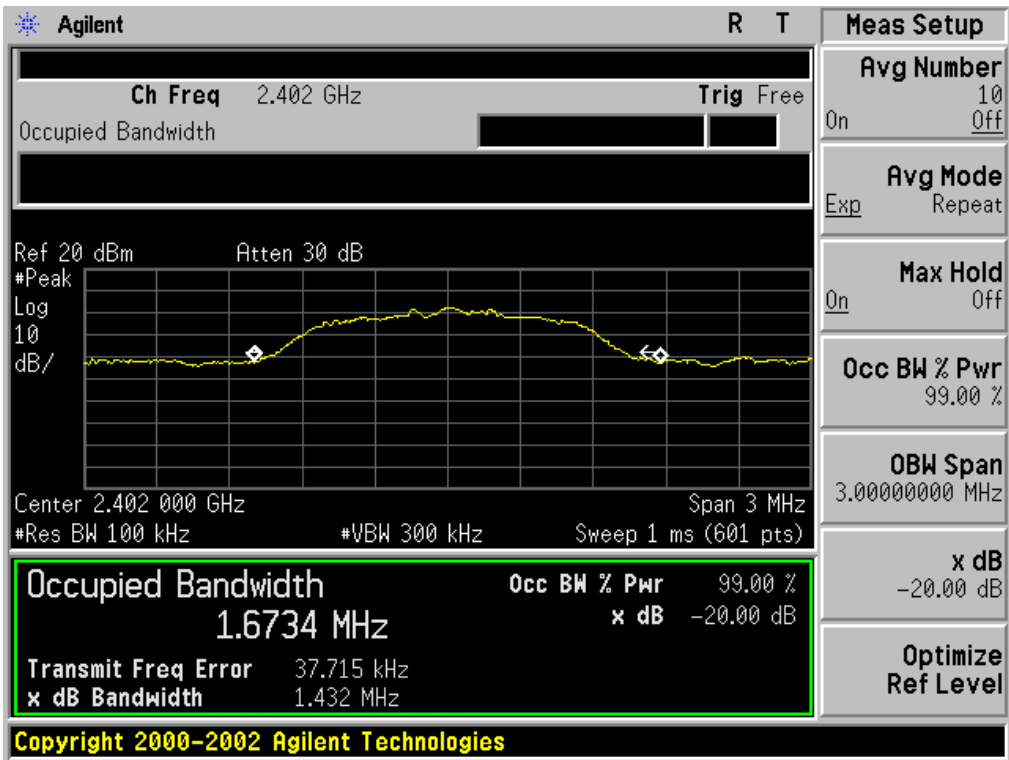 Agilent R T
Ch Freq 2.402 GHz Trig Free
Occupied Bandwidth
Ref 20 dBm Atten 30 dB
#Peak
Log
10
dB/
Center 2.402 000 GHz Span 3 MHz
#Res BW 100 kHz #VBW 300 kHz Sweep 1 ms (601 pts)
Occupied Bandwidth Occ BW % Pwr 99.00 %
1.6734 MHz x dB -20.00 dB
Transmit Freq Error 37.715 kHz
x dB Bandwidth 1.432 MHz
Copyright 2000-2002 Agilent Technologies
Meas Setup
Avg Number
10
On Off
Avg Mode
Exp Repeat
Max Hold
On Off
Occ BW % Pwr
99.00 %
OBW Span
3.00000000 MHz
x dB
-20.00 dB
Optimize
Ref Level